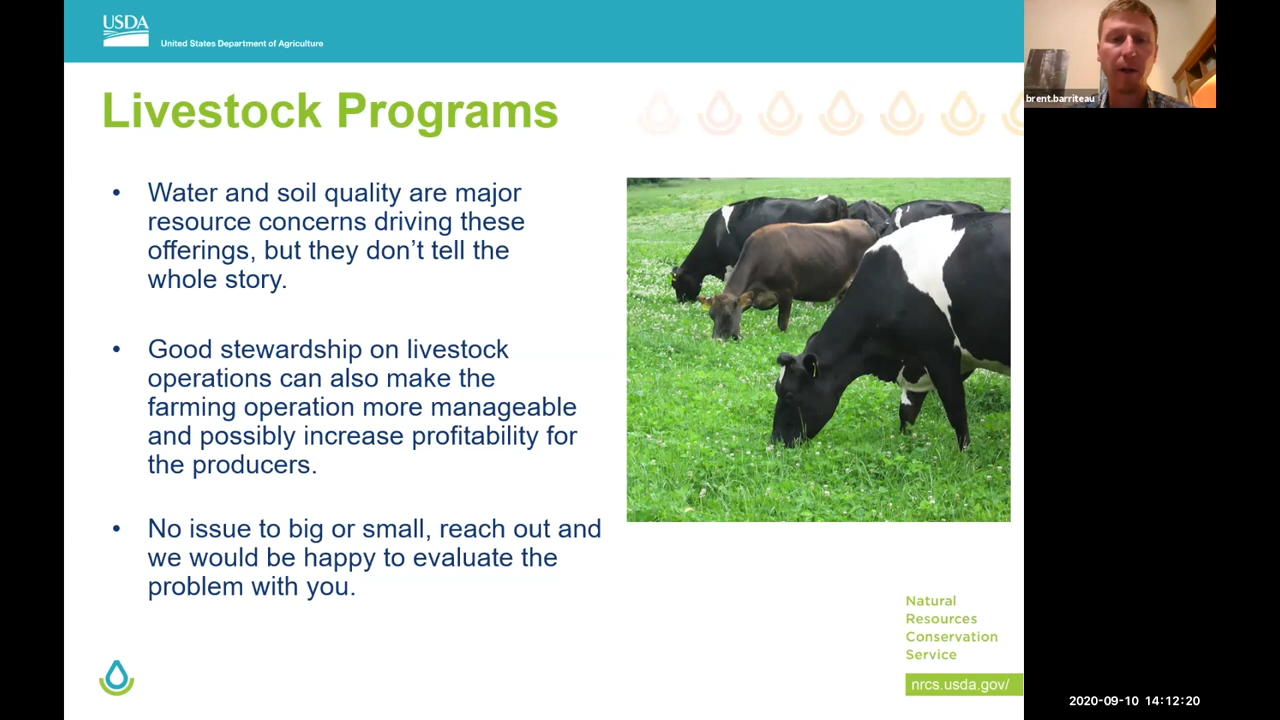 USDA
United States Department of Agriculture
brent.barriteau
Livestock Programs
• Water and soil quality are major
resource concerns driving these
offerings, but they don’t tell the
whole story.
• Good stewardship on livestock
operations can also make the
farming operation more manageable
and possibly increase profitability for
the producers.
• No issue to big or small, reach out and
we would be happy to evaluate the
problem with you.
Natural
Resources
Conservation
Service
nrcs.usda.gov/
2020-09-10 14:12:20